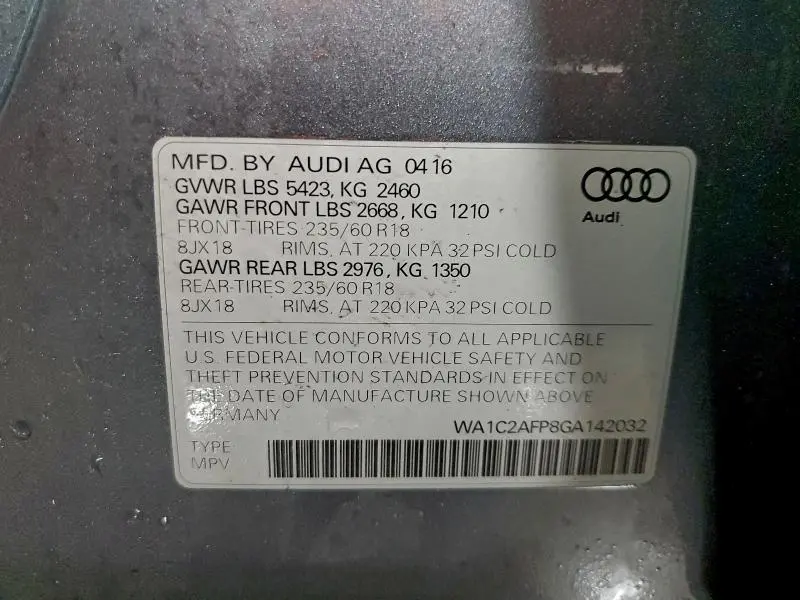 MFD. BY AUDI AG 04 16
GVWR LBS 5423, KG 2460
GAWR FRONT LBS 2668, KG 1210
FRONT-TIRES 235/60 R18
8JX18 RIMS, AT 220 KPA 32 PSI COLD
GAWR REAR LBS 2976, KG 1350
REAR-TIRES 235/60 R18
8JX18 RIMS, AT 220 KPA 32 PSI COLD
Audi
THIS VEHICLE CONFORMS TO ALL APPLICABLE
U.S. FEDERAL MOTOR VEHICLE SAFETY AND
THEFT PREVENTION STANDARDS IN EFFECT ON
THE DATE OF MANUFACTURE SHOWN ABOVE
GERMANY
WA1C2AFP8GA142032
TYPE
MPV